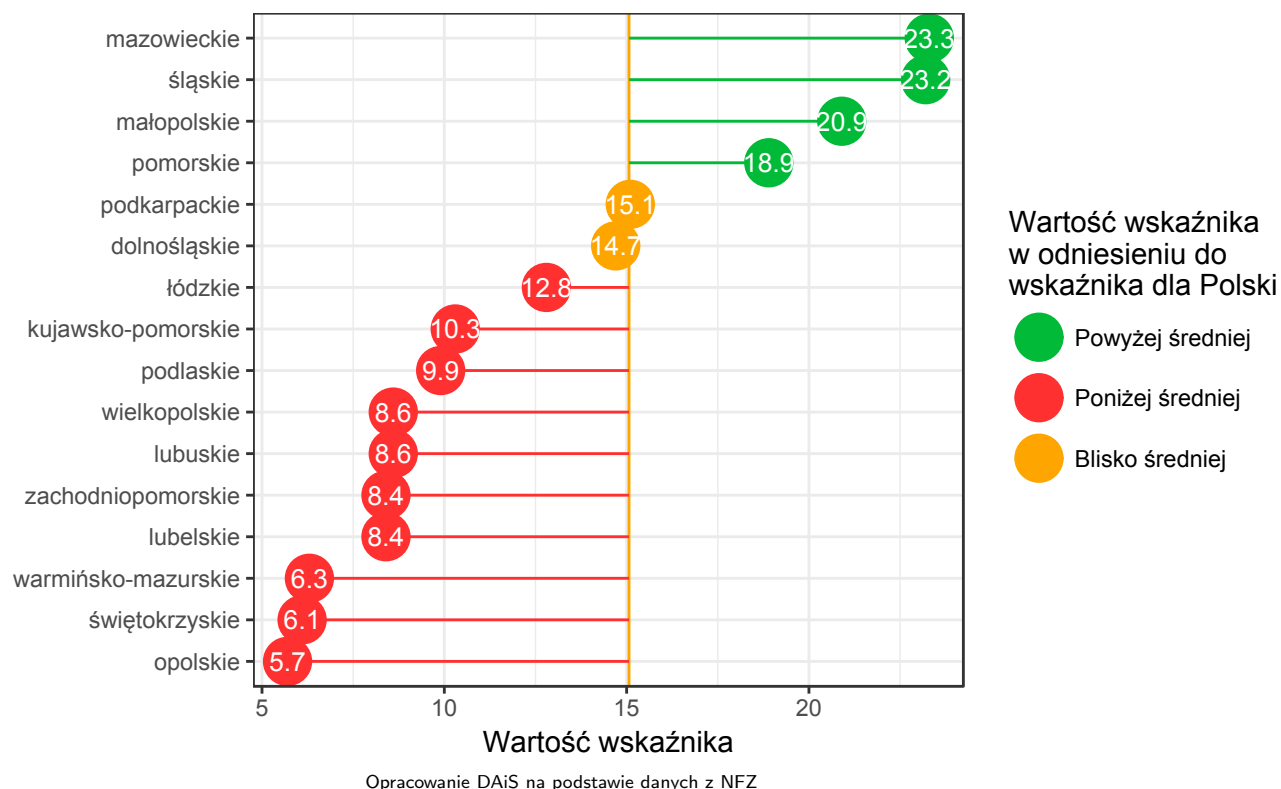 mazowieckie 23.3
śląskie 23.2
małopolskie 20.9
pomorskie 18.9
podkarpackie 15.1
dolnośląskie 14.7
łódzkie 12.8
kujawsko-pomorskie 10.3
podlaskie 9.9
wielkopolskie 8.6
lubuskie 8.6
zachodniopomorskie 8.4
lubelskie 8.4
warmińsko-mazurskie 6.3
świętokrzyskie 6.1
opolskie 5.7
5 10 15 20
Wartość wskaźnika
Opracowanie DAiS na podstawie danych z NFZ
Wartość wskaźnika
w odniesieniu do
wskaźnika dla Polski
Powyżej średniej
Poniżej średniej
Blisko średniej